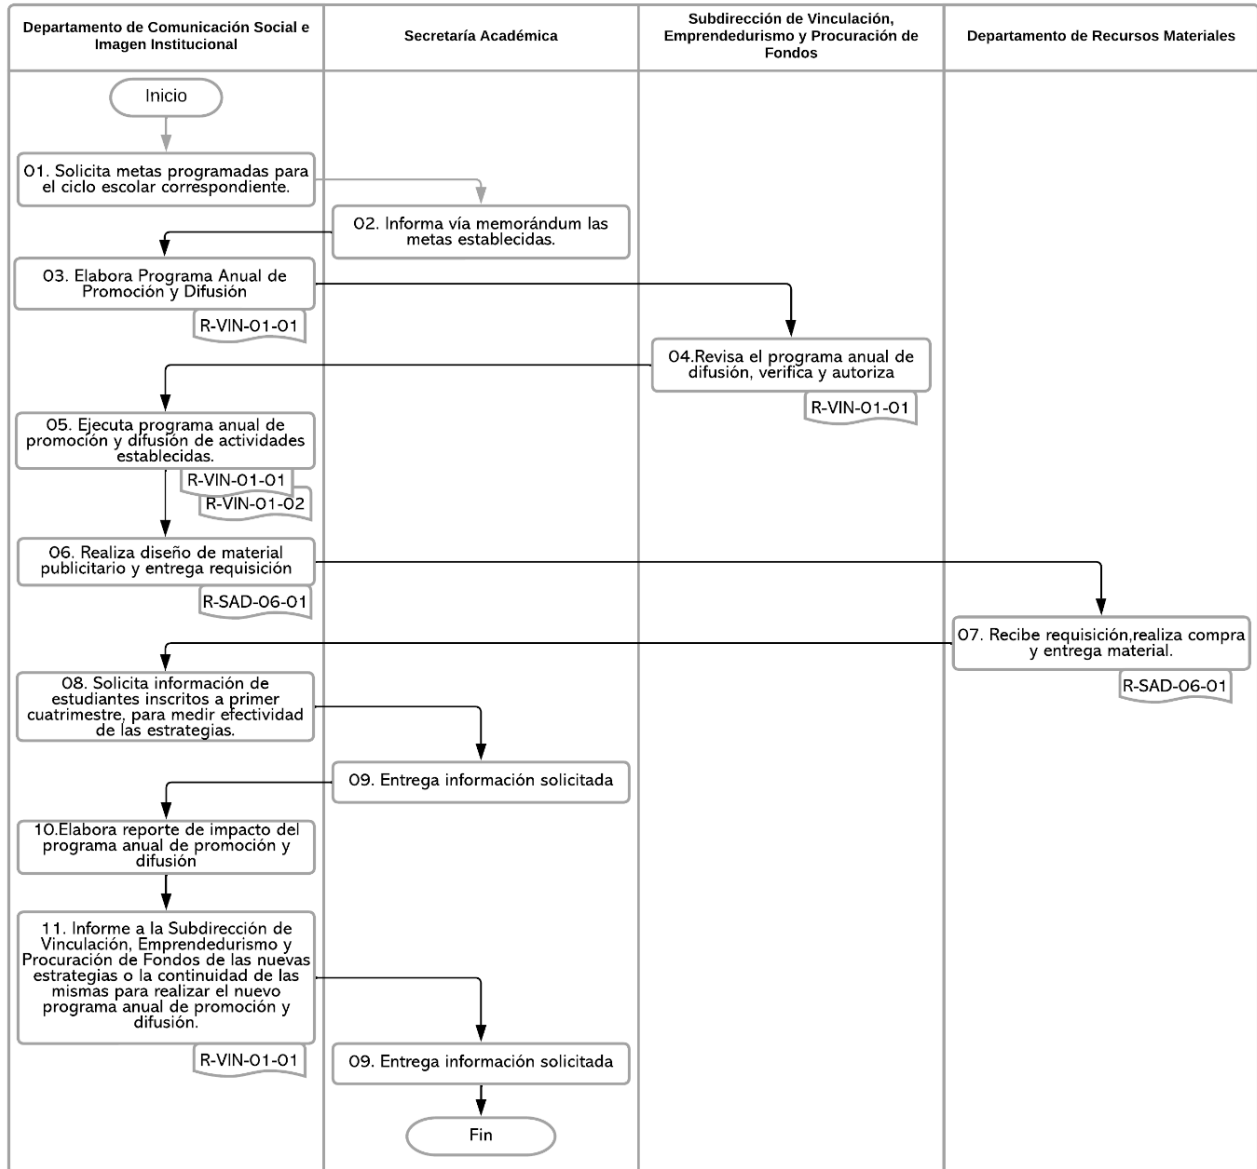 Departamento de Comunicación Social e
Imagen Institucional
Secretaría Académica
Subdirección de Vinculación,
Emprendedurismo y Procuración de
Fondos
Departamento de Recursos Materiales
Inicio
01. Solicita metas programadas para
el ciclo escolar correspondiente.
02. Informa vía memorándum las
metas establecidas.
03. Elabora Programa Anual de
Promoción y Difusión
R-VIN-01-01
04.Revisa el programa anual de
difusión, verifica y autoriza
R-VIN-01-01
05. Ejecuta programa anual de
promoción y difusión de actividades
establecidas.
R-VIN-01-01
R-VIN-01-02
06. Realiza diseño de material
publicitario y entrega requisición
R-SAD-06-01
07. Recibe requisición,realiza compra
y entrega material.
R-SAD-06-01
08. Solicita información de
estudiantes inscritos a primer
cuatrimestre, para medir efectividad
de las estrategias.
09. Entrega información solicitada
10.Elabora reporte de impacto del
programa anual de promoción y
difusión
11. Informe a la Subdirección de
Vinculación, Emprendedurismo y
Procuración de Fondos de las nuevas
estrategias o la continuidad de las
mismas para realizar el nuevo
programa anual de promoción y
difusión.
R-VIN-01-01
09. Entrega información solicitada
Fin